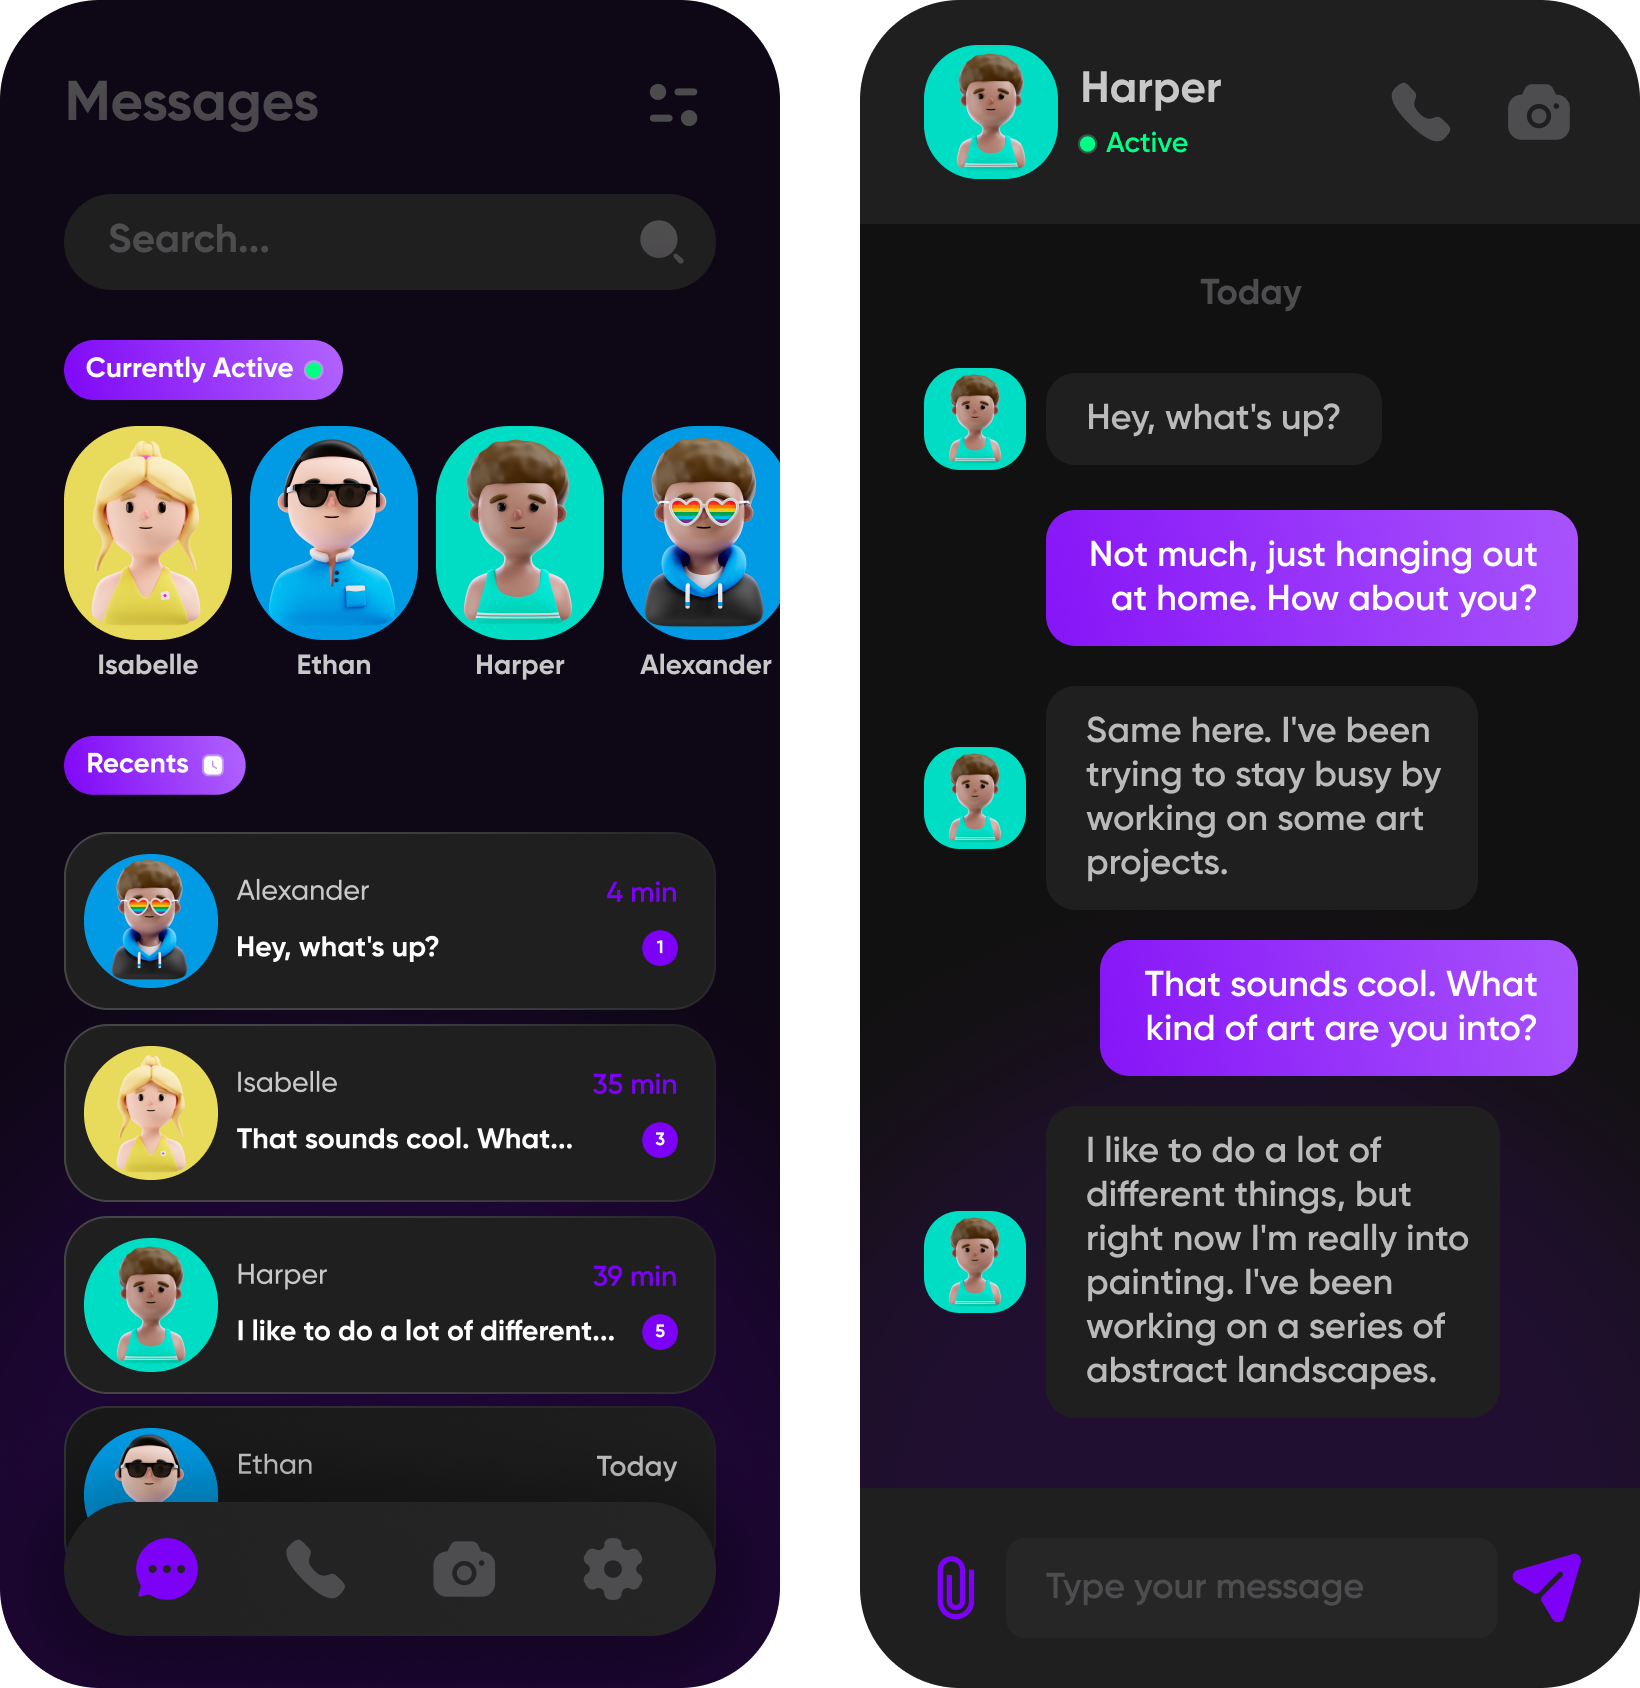 Messages
Search...
Currently Active
Isabelle
Ethan
Harper
Alexander
Recents
Alexander
4 min
Hey, what's up?
1
Isabelle
35 min
That sounds cool. What...
3
Harper
39 min
I like to do a lot of different...
5
Ethan
Today
Harper
Active
Today
Hey, what's up?
Not much, just hanging out
at home. How about you?
Same here. I've been
trying to stay busy by
working on some art
projects.
That sounds cool. What
kind of art are you into?
I like to do a lot of
different things, but
right now I'm really into
painting. I've been
working on a series of
abstract landscapes.
Type your message